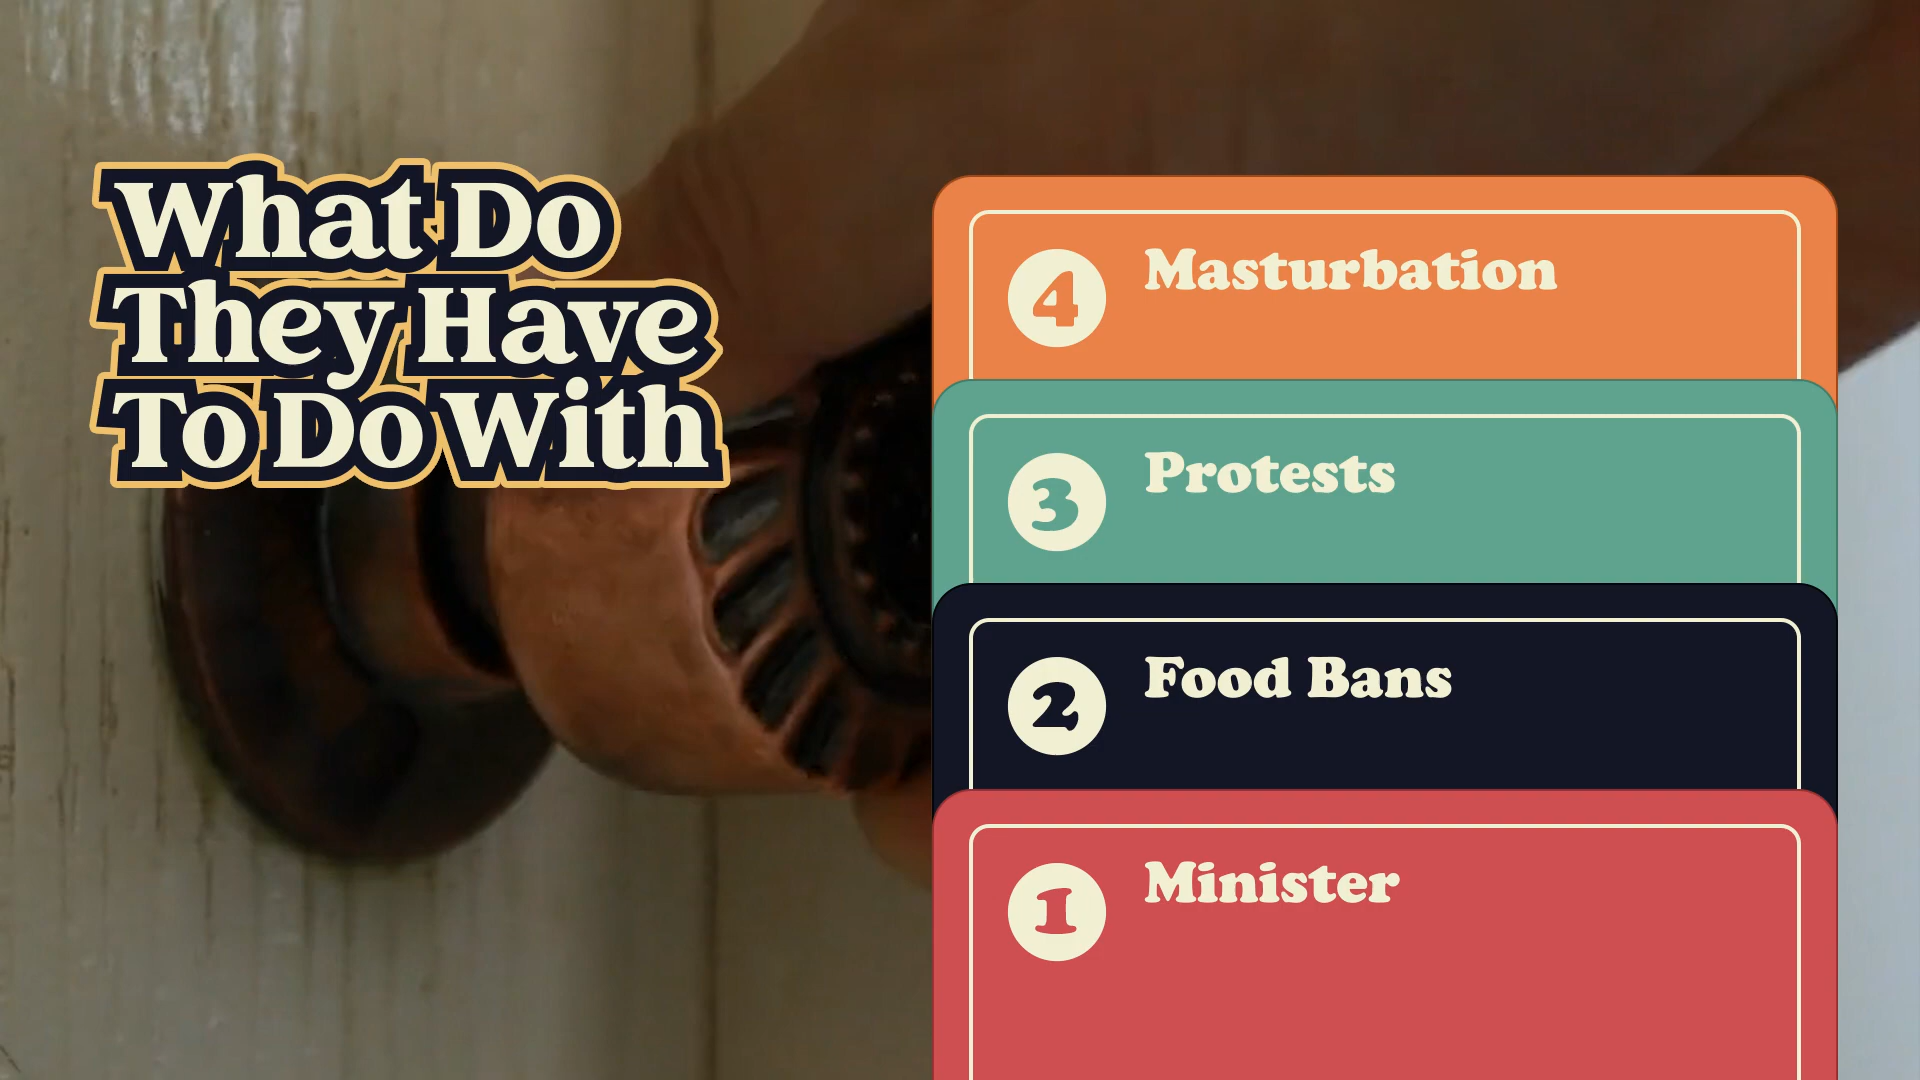 What Do
They Have
To Do With
4 Masturbation
3 Protests
2 Food Bans
1 Minister